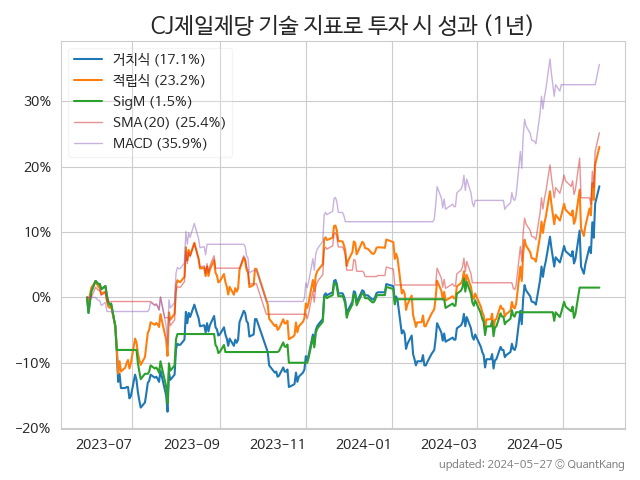 CJ제일제당 기술 지표로 투자 시 성과 (1년)
거치식 (17.1%)
적립식 (23.2%)
SigM (1.5%)
SMA(20) (25.4%)
MACD (35.9%)
30%
20%
10%
0%
−10%
−20%
2023-07 2023-09 2023-11 2024-01 2024-03 2024-05
updated: 2024-05-27 © QuantKang